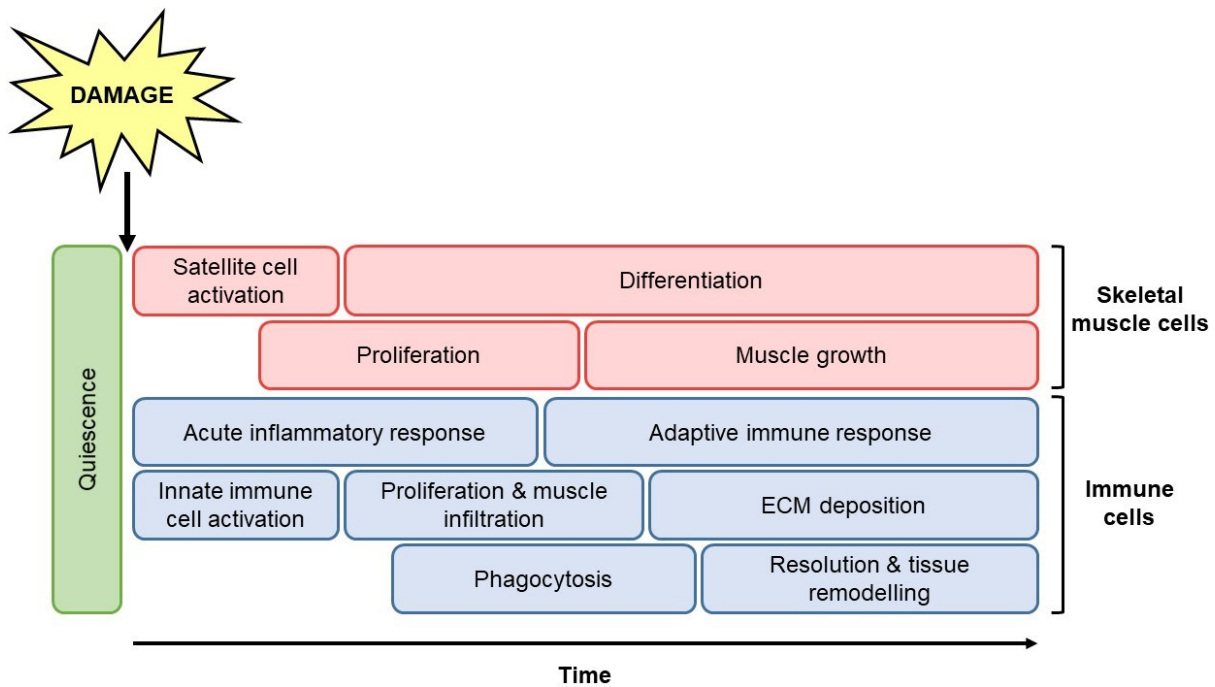 DAMAGE
Quiescence
Satellite cell
activation
Differentiation
Proliferation
Muscle growth
Skeletal
muscle cells
Acute inflammatory response
Adaptive immune response
Innate immune
cell activation
Proliferation & muscle
infiltration
ECM deposition
Phagocytosis
Resolution & tissue
remodelling
Immune
cells
Time